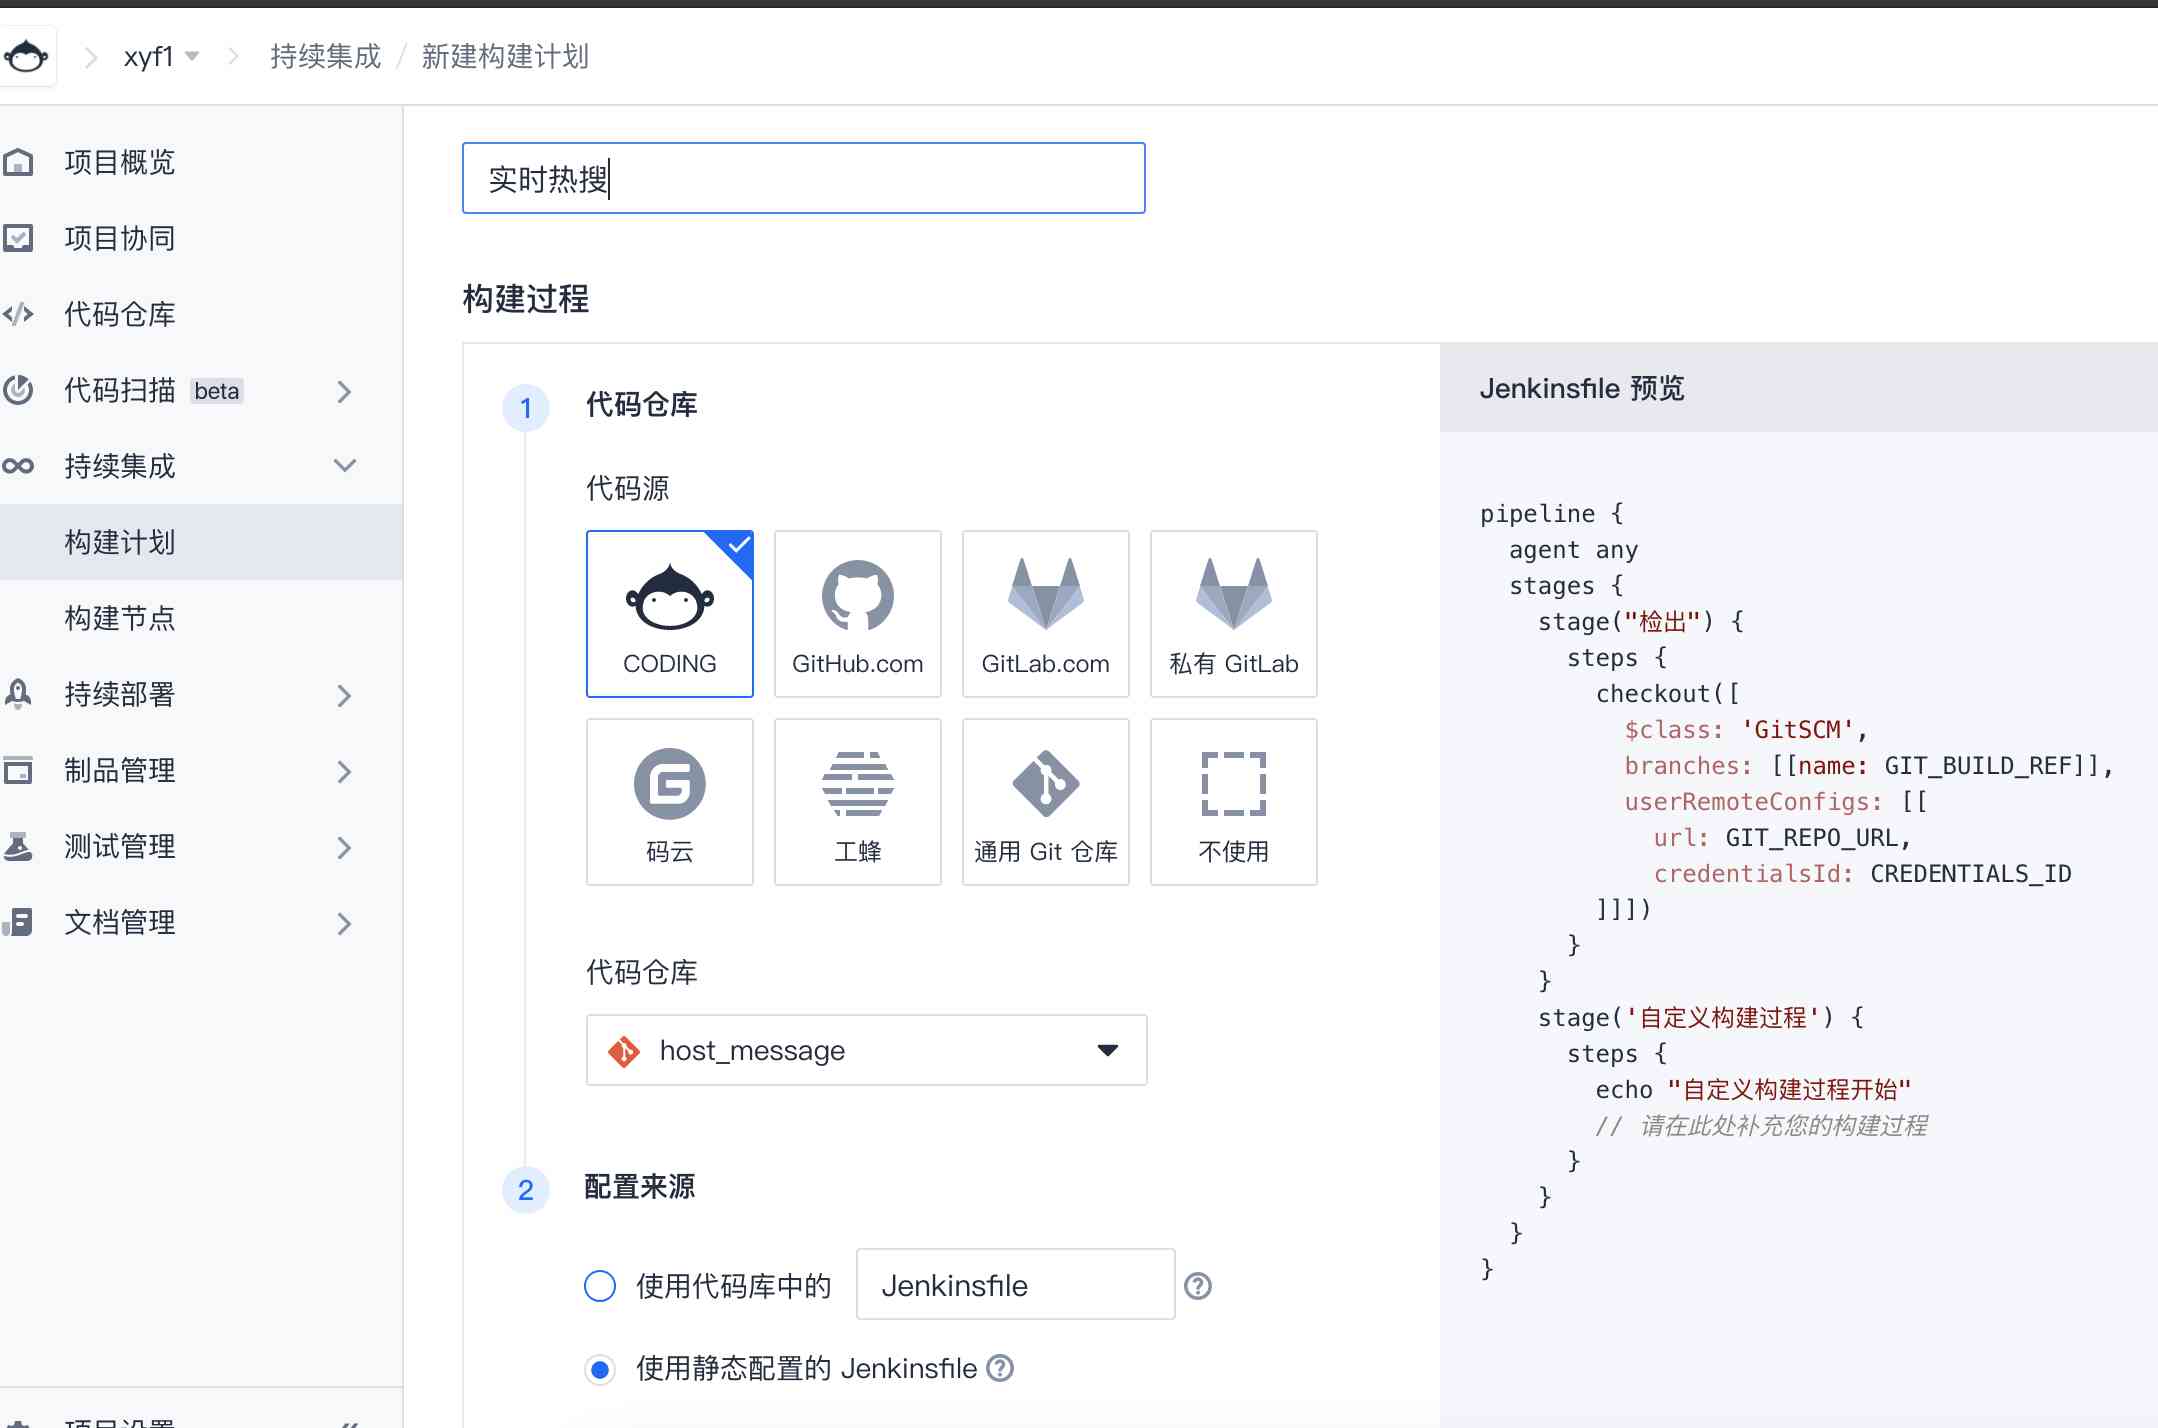 xyf1
持续集成 / 新建构建计划
项目概览
项目协同
代码仓库
代码扫描 beta
持续集成
构建计划
构建节点
持续部署
制品管理
测试管理
文档管理
项目设置
实时热搜
构建过程
1 代码仓库
代码源
CODING
GitHub.com
GitLab.com
私有 GitLab
码云
工蜂
通用 Git 仓库
不使用
代码仓库
host_message
2 配置来源
使用代码库中的 Jenkinsfile
使用静态配置的 Jenkinsfile
Jenkinsfile 预览
pipeline {
  agent any
  stages {
    stage("检出") {
      steps {
        checkout([
          $class: 'GitSCM',
          branches: [[name: GIT_BUILD_REF]],
          userRemoteConfigs: [[
            url: GIT_REPO_URL,
            credentialsId: CREDENTIALS_ID
        ]]])
      }
    }
    stage('自定义构建过程') {
      steps {
        echo "自定义构建过程开始"
        // 请在此处补充您的构建过程
      }
    }
  }
}